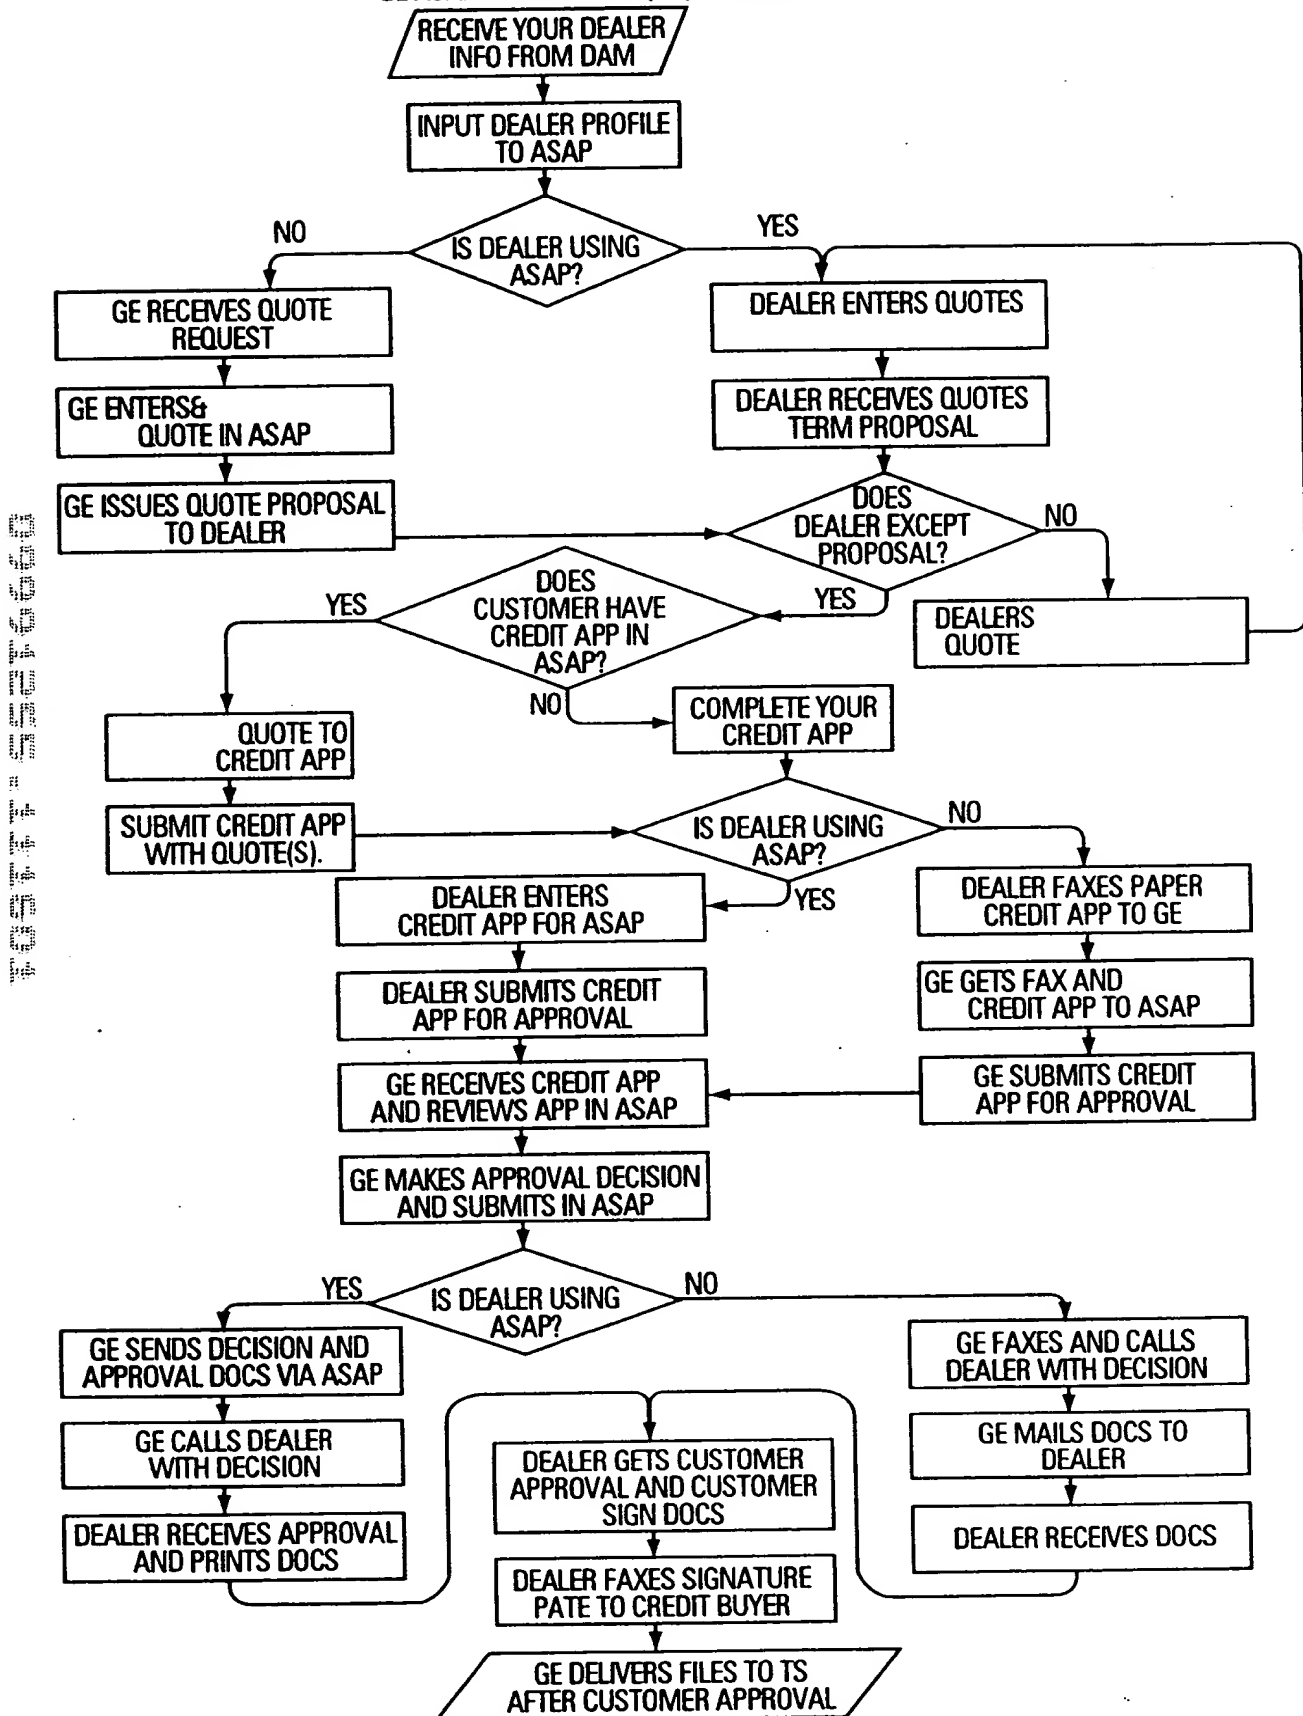 RECEIVE YOUR DEALER
INFO FROM DAM
INPUT DEALER PROFILE
TO ASAP
IS DEALER USING
ASAP?
NO
YES
GE RECEIVES QUOTE
REQUEST
GE ENTERS&
QUOTE IN ASAP
GE ISSUES QUOTE PROPOSAL
TO DEALER
DEALER ENTERS QUOTES
DEALER RECEIVES QUOTES
TERM PROPOSAL
DOES
DEALER EXCEPT
PROPOSAL?
NO
YES
DEALERS
QUOTE
DOES
CUSTOMER HAVE
CREDIT APP IN
ASAP?
YES
NO
QUOTE TO
CREDIT APP
SUBMIT CREDIT APP
WITH QUOTE(S).
COMPLETE YOUR
CREDIT APP
IS DEALER USING
ASAP?
NO
YES
DEALER ENTERS
CREDIT APP FOR ASAP
DEALER SUBMITS CREDIT
APP FOR APPROVAL
GE RECEIVES CREDIT APP
AND REVIEWS APP IN ASAP
DEALER FAXES PAPER
CREDIT APP TO GE
GE GETS FAX AND
CREDIT APP TO ASAP
GE SUBMITS CREDIT
APP FOR APPROVAL
GE MAKES APPROVAL DECISION
AND SUBMITS IN ASAP
IS DEALER USING
ASAP?
YES
NO
GE SENDS DECISION AND
APPROVAL DOCS VIA ASAP
GE CALLS DEALER
WITH DECISION
DEALER RECEIVES APPROVAL
AND PRINTS DOCS
GE FAXES AND CALLS
DEALER WITH DECISION
GE MAILS DOCS TO
DEALER
DEALER RECEIVES DOCS
DEALER GETS CUSTOMER
APPROVAL AND CUSTOMER
SIGN DOCS
DEALER FAXES SIGNATURE
PATE TO CREDIT BUYER
GE DELIVERS FILES TO TS
AFTER CUSTOMER APPROVAL